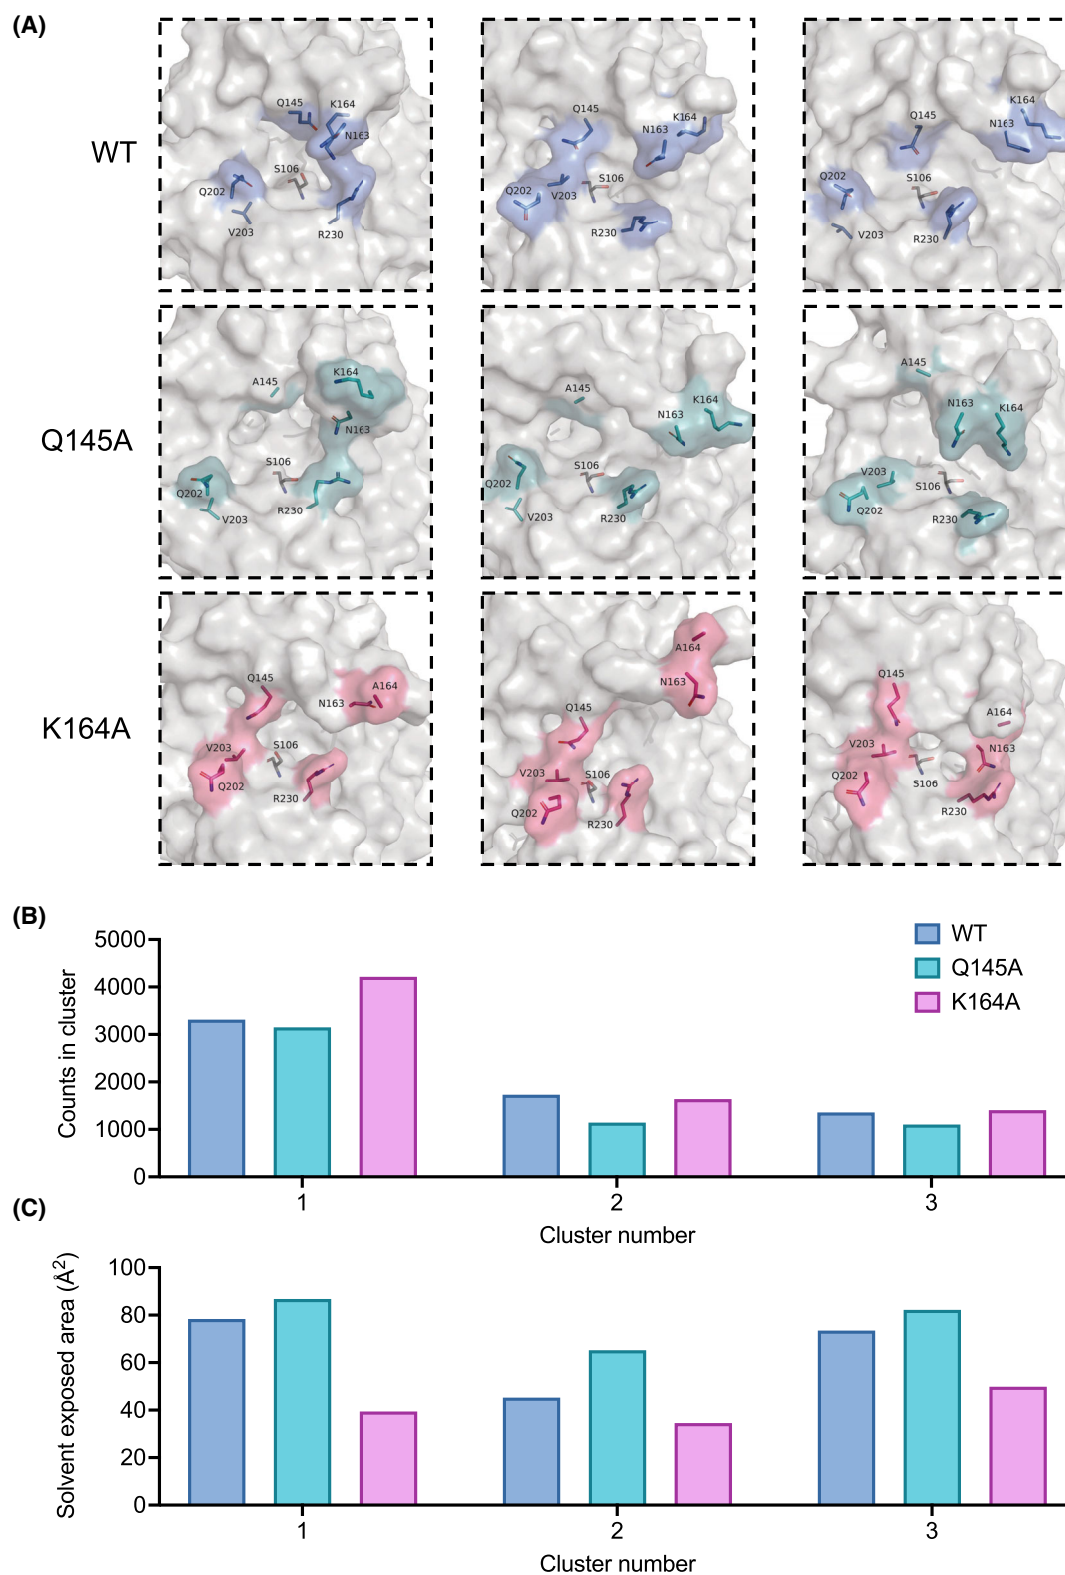 (A)
WT
Q145
K164
N163
S106
Q202
V203
R230
Q145
K164
N163
S106
Q202
V203
R230
K164
Q145
N163
Q202
S106
V203
R230
Q145A
K164
A145
N163
S106
Q202
R230
V203
A145
K164
N163
S106
Q202
V203
R230
A145
N163
K164
V203
S106
Q202
R230
K164A
Q145
A164
N163
V203
S106
Q202
R230
A164
N163
Q145
V203
S106
Q202
R230
Q145
A164
V203
N163
Q202
S106
R230
(B)
Counts in cluster
5000
4000
3000
2000
1000
0
WT
Q145A
K164A
1 2 3
Cluster number
(C)
Solvent exposed area (Å²)
100
80
60
40
20
0
1 2 3
Cluster number